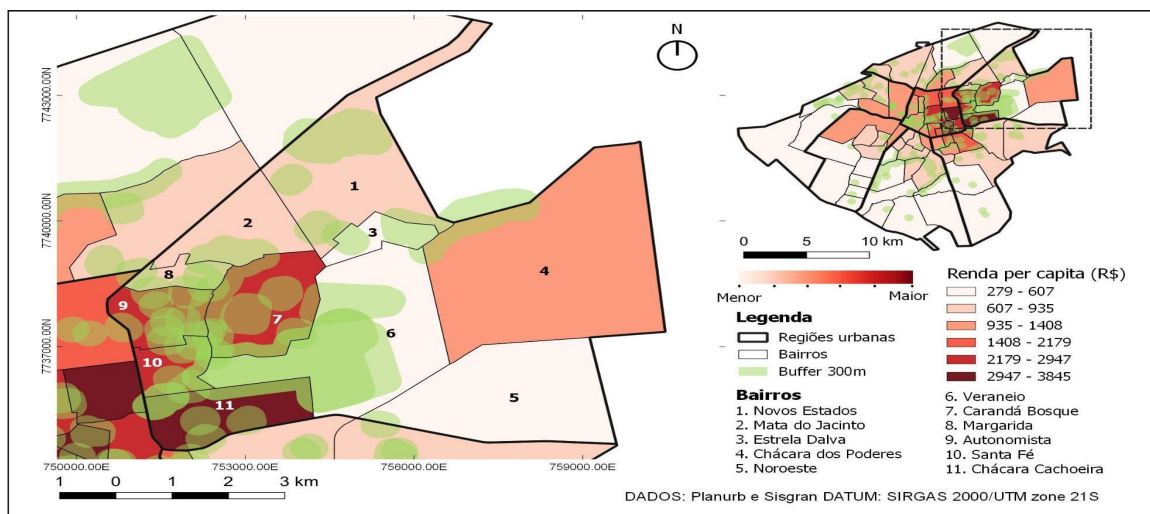 N
7743000.00N
7740000.00N
7737000.00N
1
2
3
4
5
6
7
8
9
10
11
750000.00E 753000.00E 756000.00E 759000.00E
1 0 1 2 3 km
0 5 10 km
Menor Maior
Legenda
Regiões urbanas
Bairros
Buffer 300m
Renda per capita (R$)
279 - 607
607 - 935
935 - 1408
1408 - 2179
2179 - 2947
2947 - 3845
Bairros
1. Novos Estados
2. Mata do Jacinto
3. Estrela Dalva
4. Chácara dos Poderes
5. Noroeste
6. Veraneio
7. Carandá Bosque
8. Margarida
9. Autonomista
10. Santa Fé
11. Chácara Cachoeira
DADOS: Planurb e Sisgran DATUM: SIRGAS 2000/UTM zone 21S